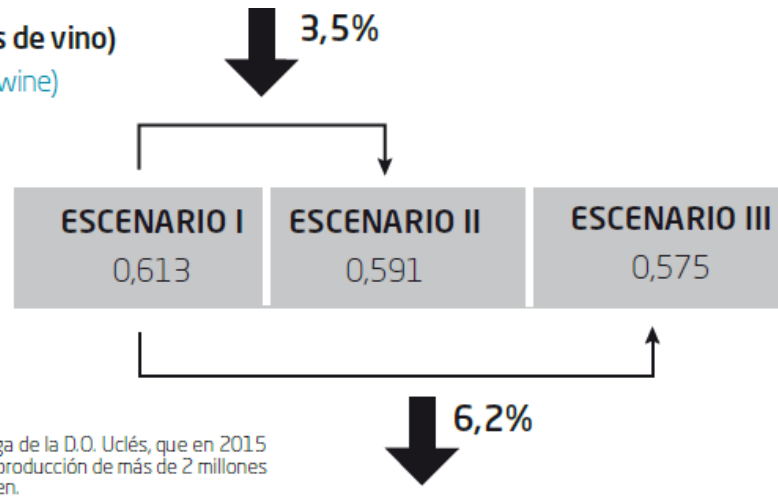 s de vino)
wine)
3,5%
ESCENARIO I
0,613
ESCENARIO II
0,591
ESCENARIO III
0,575
6,2%
ga de la D.O. Uclés, que en 2015
producción de más de 2 millones
en.